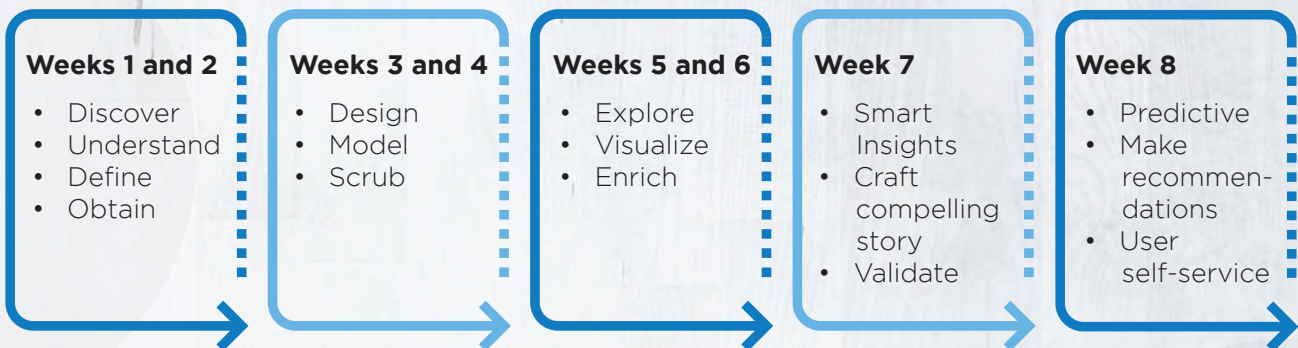 Weeks 1 and 2
• Discover
• Understand
• Define
• Obtain
Weeks 3 and 4
• Design
• Model
• Scrub
Weeks 5 and 6
• Explore
• Visualize
• Enrich
Week 7
• Smart
Insights
• Craft
compelling
story
• Validate
Week 8
• Predictive
• Make
recommen-
dations
• User
self-service